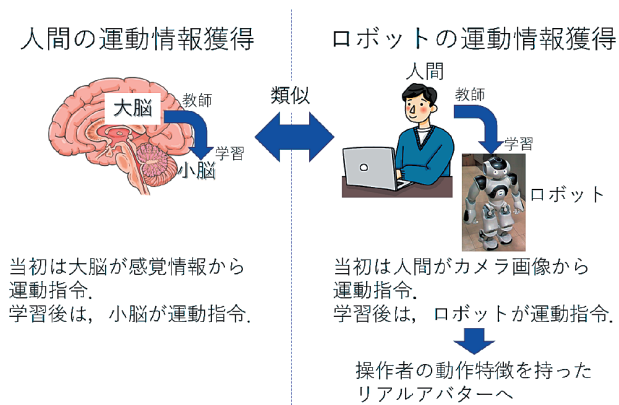 人間の運動情報獲得
大脳
教師
学習
小脳
当初は大脳が感覚情報から
運動指令.
学習後は，小脳が運動指令.
類似
ロボットの運動情報獲得
人間
教師
学習
ロボット
当初は人間がカメラ画像から
運動指令.
学習後は，ロボットが運動指令.
操作者の動作特徴を持った
リアルアバターへ